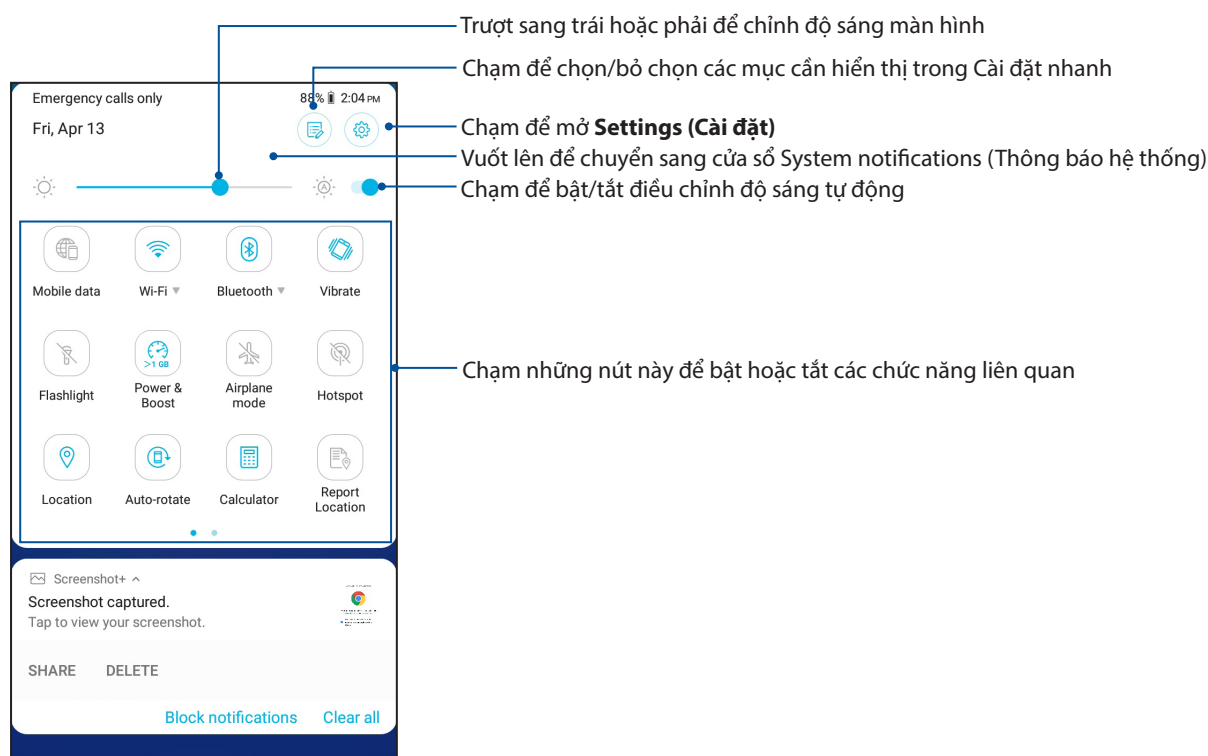 Trượt sang trái hoặc phải để chỉnh độ sáng màn hình
Chạm để chọn/bỏ chọn các mục cần hiển thị trong Cài đặt nhanh
Emergency calls only 88% 2:04 PM
Fri, Apr 13
Chạm để mở Settings (Cài đặt)
Vuốt lên để chuyển sang cửa sổ System notifications (Thông báo hệ thống)
Chạm để bật/tắt điều chỉnh độ sáng tự động
A
Mobile data Wi-Fi Bluetooth Vibrate
>1 GB
Chạm những nút này để bật hoặc tắt các chức năng liên quan
Flashlight Power & Boost Airplane mode Hotspot
Location Auto-rotate Calculator Report Location
Screenshot+
Screenshot captured.
Tap to view your screenshot.
SHARE DELETE
Block notifications Clear all